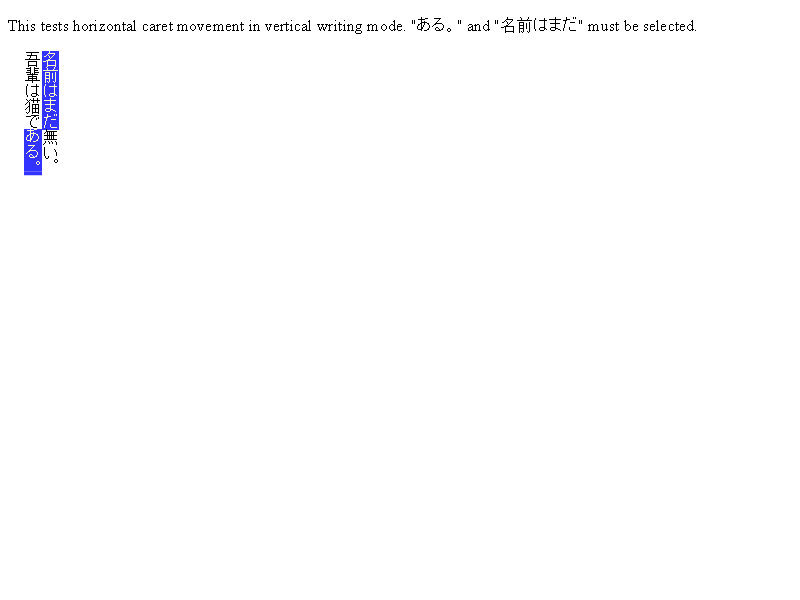 This tests horizontal caret movement in vertical writing mode. "ある。" and "名前はまだ" must be selected.
吾輩は猫である。
名前はまだ無い。